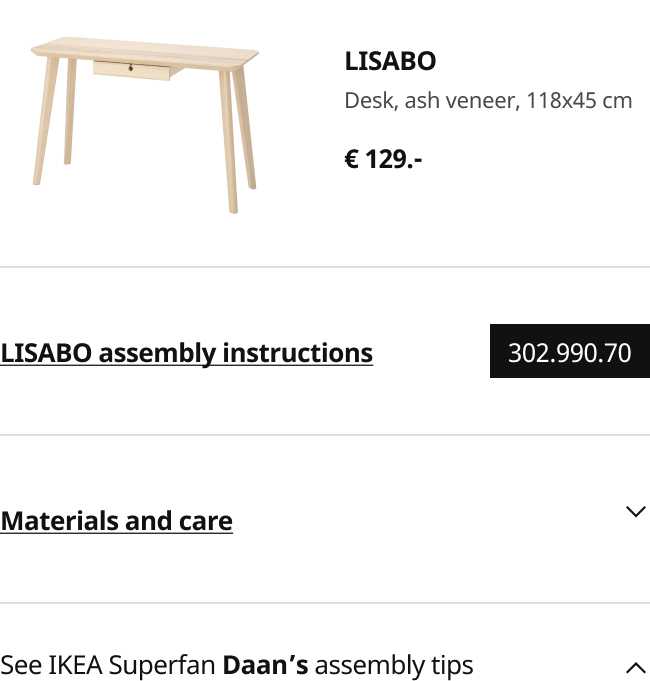 LISABO
Desk, ash veneer, 118x45 cm
€ 129.-
LISABO assembly instructions
302.990.70
Materials and care
See IKEA Superfan Daan’s assembly tips